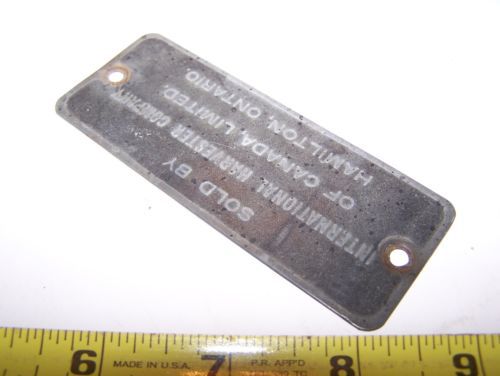 SOLD BY
INTERNATIONAL HARVESTER COMPANY
OF CANADA, LIMITED.
HAMILTON, ONTARIO.
6 7 8 9
MADE IN U.S.A. P.R. APP'D